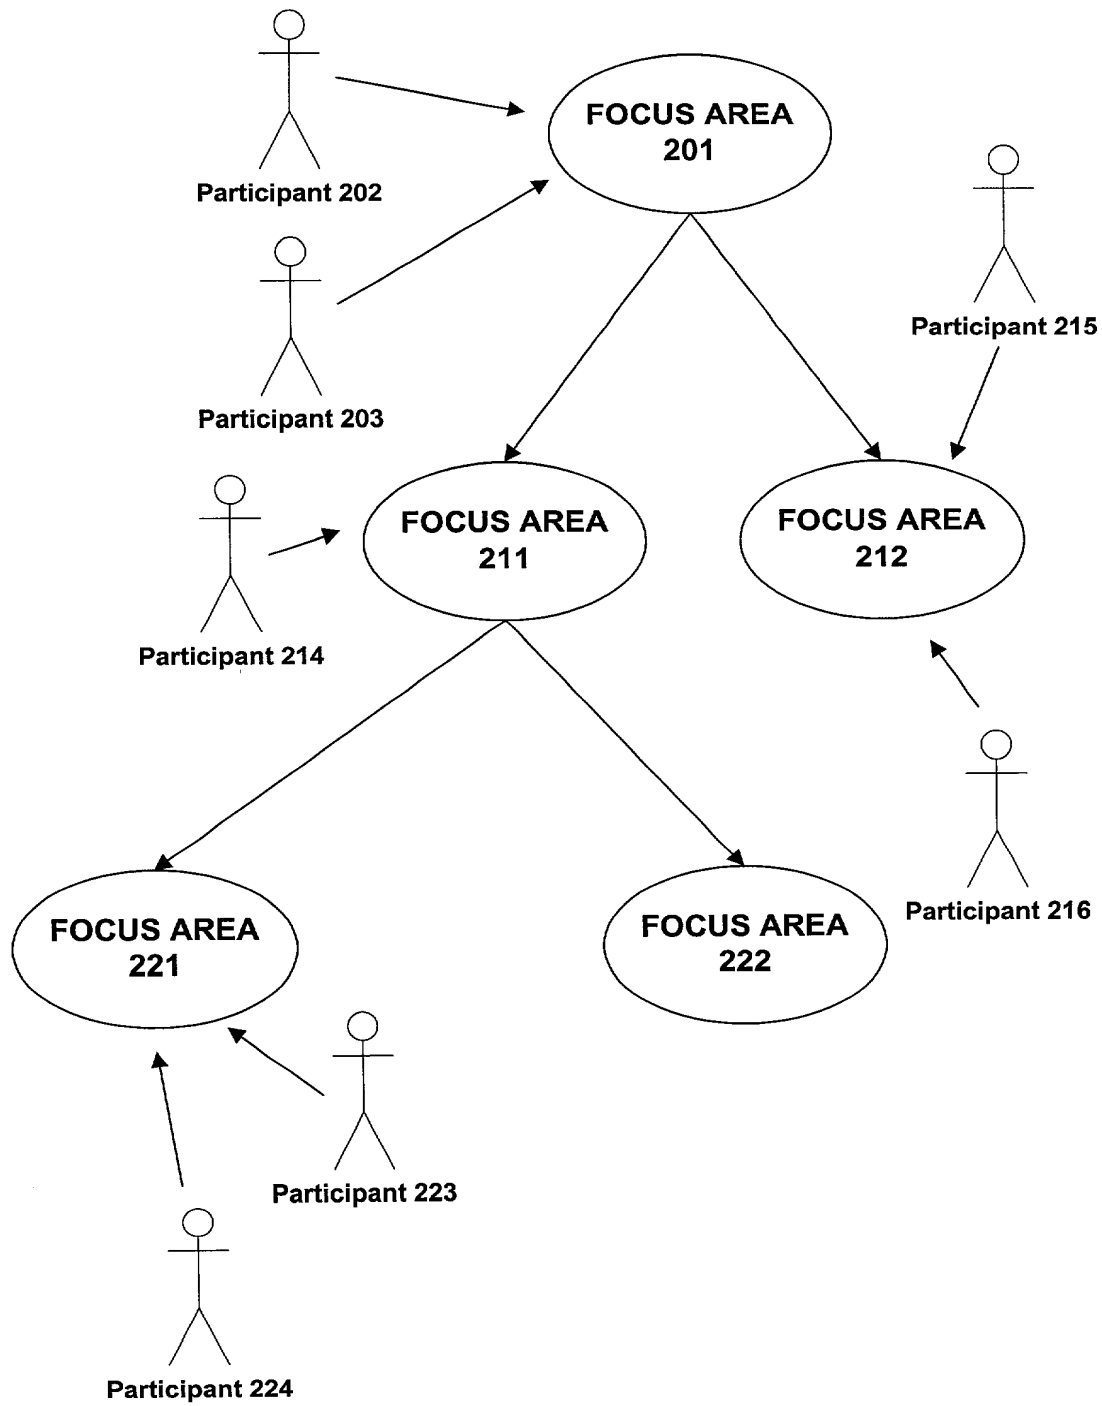 FOCUS AREA
201
Participant 202
Participant 215
Participant 203
FOCUS AREA
211
FOCUS AREA
212
Participant 214
Participant 216
FOCUS AREA
221
FOCUS AREA
222
Participant 223
Participant 224